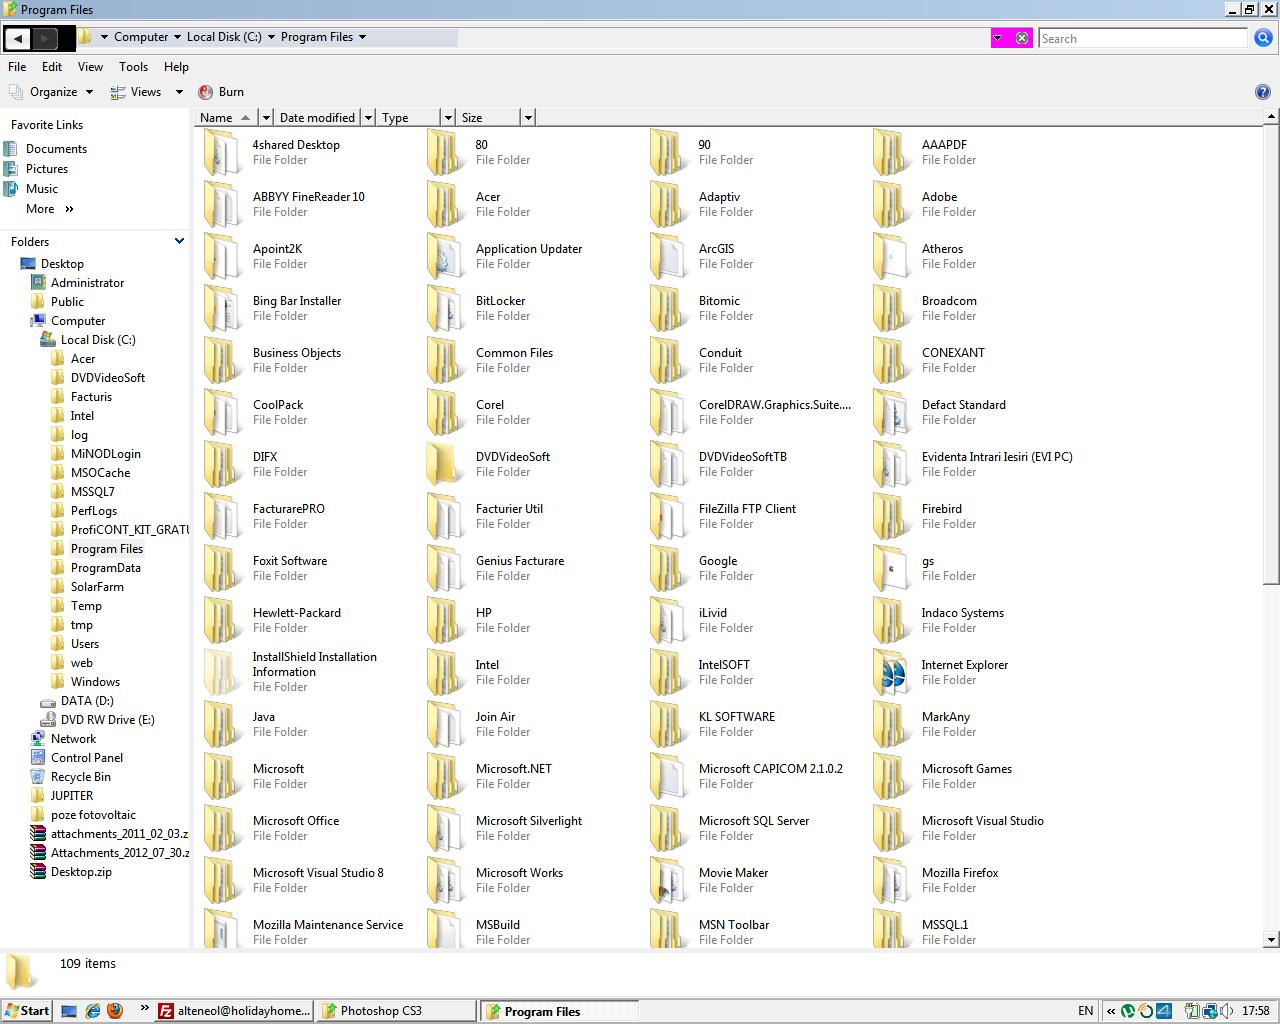 Program Files
Computer Local Disk (C:) Program Files
Search
File Edit View Tools Help
Organize Views Burn
Favorite Links
Documents
Pictures
Music
More »
Folders
Desktop
Administrator
Public
Computer
Local Disk (C:)
Acer
DVDVideoSoft
Facturis
Intel
log
MiNODLogin
MSOCache
MSSQL7
PerfLogs
ProfiCONT_KIT_GRATU
Program Files
ProgramData
SolarFarm
Temp
tmp
Users
web
Windows
DATA (D:)
DVD RW Drive (E:)
Network
Control Panel
Recycle Bin
JUPITER
poze fotovoltaic
attachments_2011_02_03.z
Attachments_2012_07_30.z
Desktop.zip
Name Date modified Type Size
4shared Desktop 80 90 AAAPDF
File Folder File Folder File Folder File Folder
ABBYY FineReader 10 Acer Adaptiv Adobe
File Folder File Folder File Folder File Folder
Apoint2K Application Updater ArcGIS Atheros
File Folder File Folder File Folder File Folder
Bing Bar Installer BitLocker Bitomic Broadcom
File Folder File Folder File Folder File Folder
Business Objects Common Files Conduit CONEXANT
File Folder File Folder File Folder File Folder
CoolPack Corel CorelDRAW.Graphics.Suite.... Defact Standard
File Folder File Folder File Folder File Folder
DIFX DVDVideoSoft DVDVideoSoftTB Evidenta Intrari Iesiri (EVI PC)
File Folder File Folder File Folder File Folder
FacturarePRO Facturier Util FileZilla FTP Client Firebird
File Folder File Folder File Folder File Folder
Foxit Software Genius Facturare Google gs
File Folder File Folder File Folder File Folder
Hewlett-Packard HP iLivid Indaco Systems
File Folder File Folder File Folder File Folder
InstallShield Installation Information Intel IntelSOFT Internet Explorer
File Folder File Folder File Folder File Folder
Java Join Air KL SOFTWARE MarkAny
File Folder File Folder File Folder File Folder
Microsoft Microsoft.NET Microsoft CAPICOM 2.1.0.2 Microsoft Games
File Folder File Folder File Folder File Folder
Microsoft Office Microsoft Silverlight Microsoft SQL Server Microsoft Visual Studio
File Folder File Folder File Folder File Folder
Microsoft Visual Studio 8 Microsoft Works Movie Maker Mozilla Firefox
File Folder File Folder File Folder File Folder
Mozilla Maintenance Service MSBuild MSN Toolbar MSSQL.1
File Folder File Folder File Folder File Folder
109 items
Start » alteneol@holidayhome... Photoshop CS3 Program Files EN « 17:58